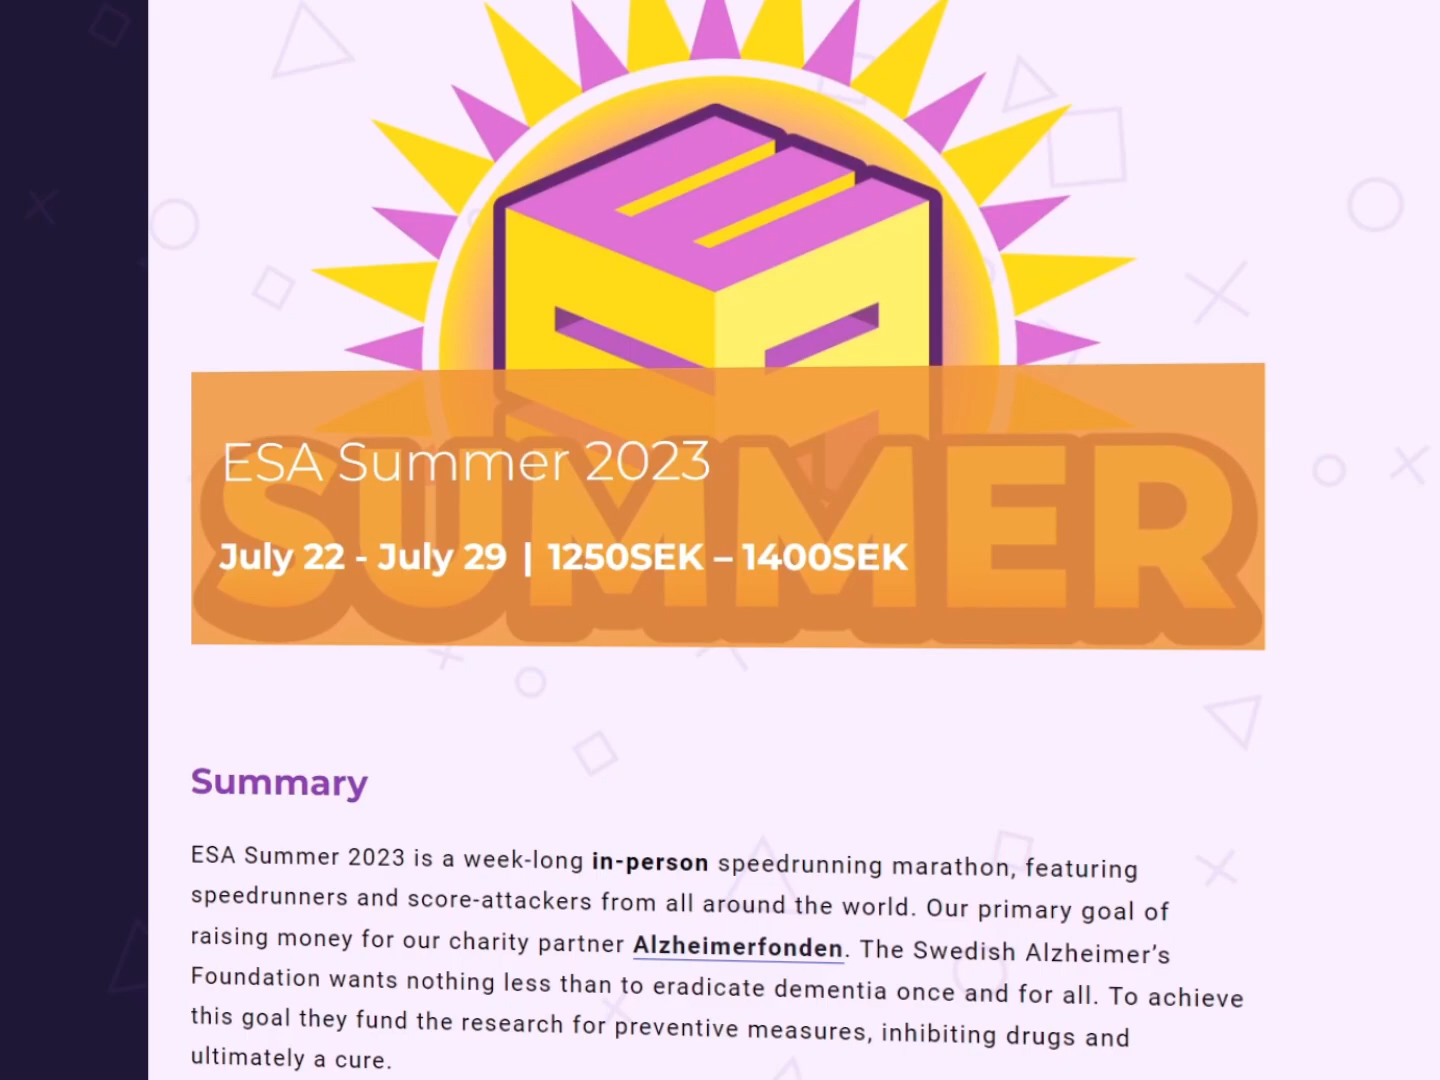 SUMMER
ESA Summer 2023
July 22 - July 29 | 1250SEK – 1400SEK
Summary
ESA Summer 2023 is a week-long in-person speedrunning marathon, featuring
speedrunners and score-attackers from all around the world. Our primary goal of
raising money for our charity partner Alzheimerfonden. The Swedish Alzheimer’s
Foundation wants nothing less than to eradicate dementia once and for all. To achieve
this goal they fund the research for preventive measures, inhibiting drugs and
ultimately a cure.